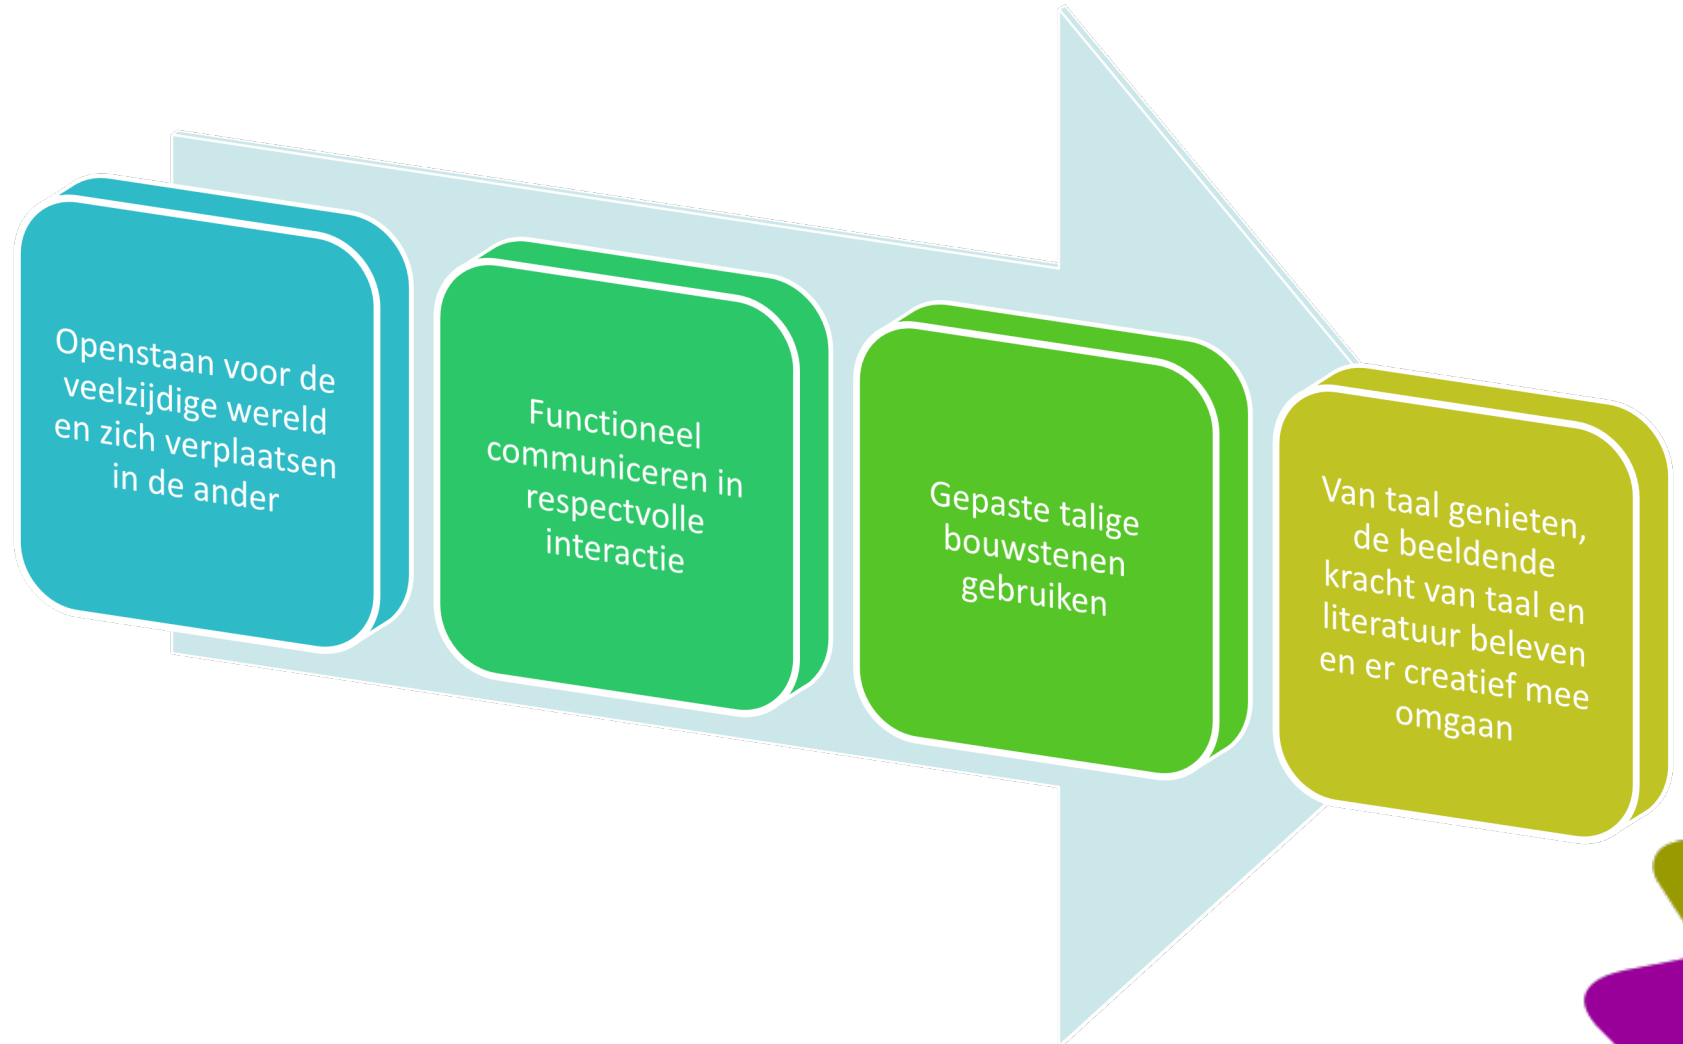 Openstaan voor de
veelzijdige wereld
en zich verplaatsen
in de ander
Functioneel
communiceren in
respectvolle
interactie
Gepaste talige
bouwstenen
gebruiken
Van taal genieten,
de beeldende
kracht van taal en
literatuur beleven
en er creatief mee
omgaan